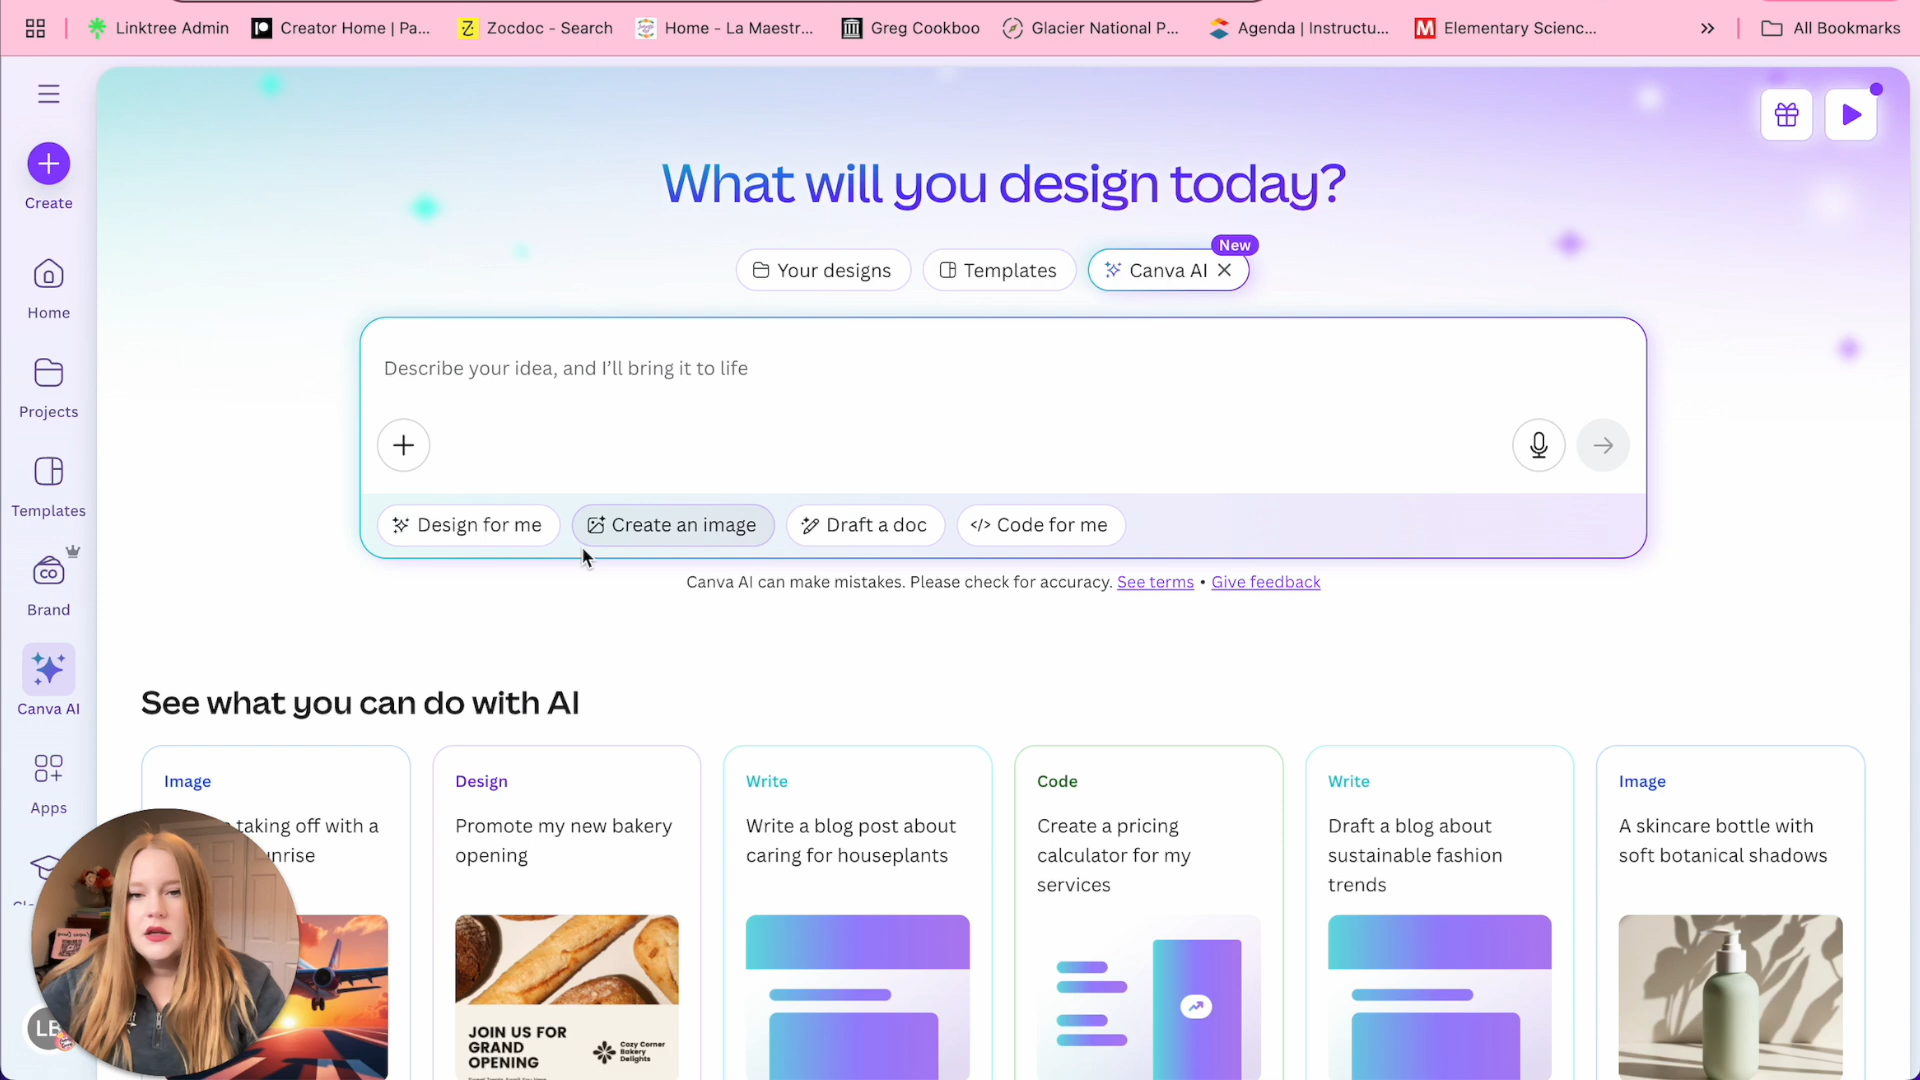 Linktree Admin
Creator Home | Pa...
Zocdoc - Search
Home - La Maestr...
Greg Cookboo
Glacier National P...
Agenda | Instructu...
Elementary Scienc...
All Bookmarks
Create
Home
Projects
Templates
Brand
Canva AI
Apps
What will you design today?
Your designs
Templates
Canva AI
New
Describe your idea, and I'll bring it to life
Design for me
Create an image
Draft a doc
Code for me
Canva AI can make mistakes. Please check for accuracy. See terms • Give feedback
See what you can do with AI
Image
taking off with a
Design
Promote my new bakery
opening
JOIN US FOR
GRAND
OPENING
Cozy Corner
Bakery
Delights
Write
Write a blog post about
caring for houseplants
Code
Create a pricing
calculator for my
services
Write
Draft a blog about
sustainable fashion
trends
Image
A skincare bottle with
soft botanical shadows